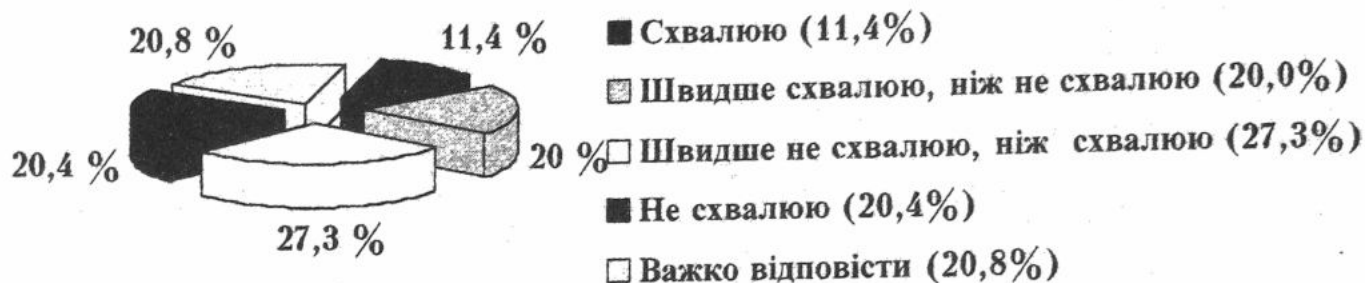 20,8 %
11,4 %
20,4 %
20 %
27,3 %
Схвалюю (11,4%)
Швидше схвалюю, ніж не схвалюю (20,0%)
Швидше не схвалюю, ніж схвалюю (27,3%)
Не схвалюю (20,4%)
Важко відповісти (20,8%)